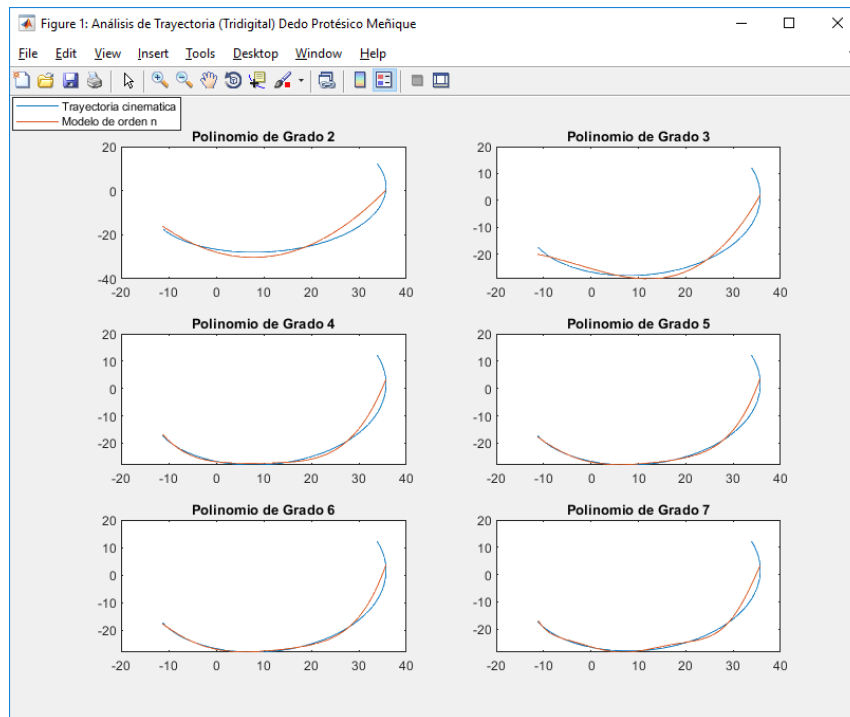 Figure 1: Análisis de Trayectoria (Tridigital) Dedo Protésico Meñique
File Edit View Insert Tools Desktop Window Help
Trayectoria cinematica
Modelo de orden n
Polinomio de Grado 2
20
0
-20
-40
-20 -10 0 10 20 30 40
Polinomio de Grado 3
20
10
0
-10
-20
-20 -10 0 10 20 30 40
Polinomio de Grado 4
20
10
0
-10
-20
-20 -10 0 10 20 30 40
Polinomio de Grado 5
20
10
0
-10
-20
-20 -10 0 10 20 30 40
Polinomio de Grado 6
20
10
0
-10
-20
-20 -10 0 10 20 30 40
Polinomio de Grado 7
20
10
0
-10
-20
-20 -10 0 10 20 30 40